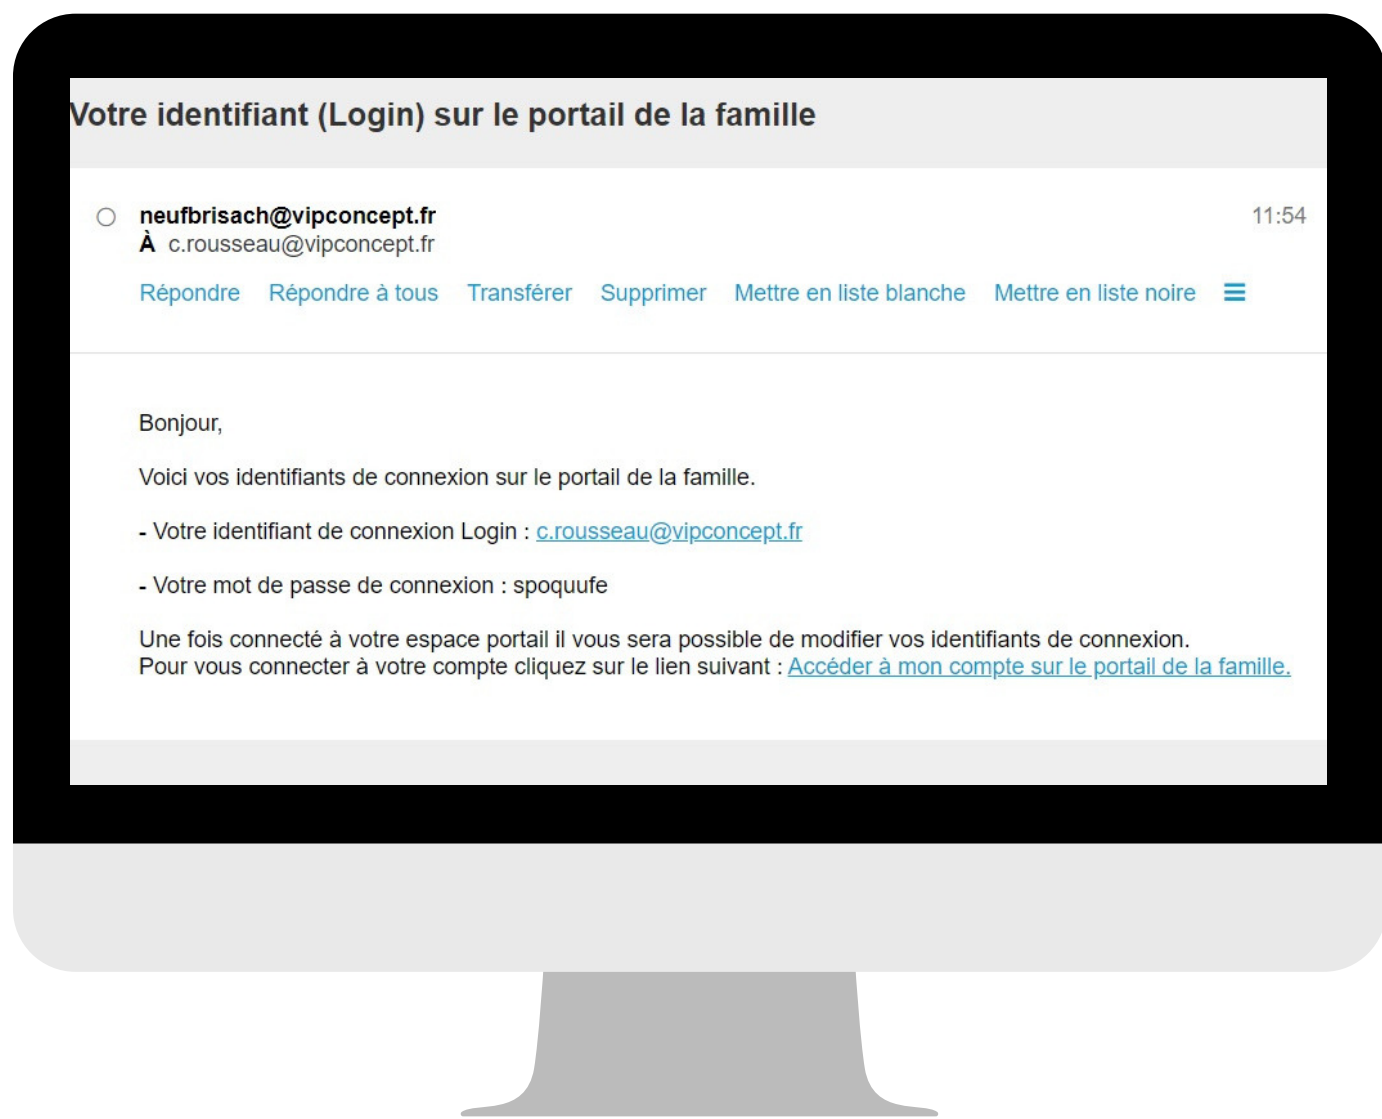 Votre identifiant (Login) sur le portail de la famille
neufbrisach@vipconcept.fr
11:54
À c.rousseau@vipconcept.fr
Répondre Répondre à tous Transférer Supprimer Mettre en liste blanche Mettre en liste noire
Bonjour,
Voici vos identifiants de connexion sur le portail de la famille.
- Votre identifiant de connexion Login : c.rousseau@vipconcept.fr
- Votre mot de passe de connexion : spoquufe
Une fois connecté à votre espace portail il vous sera possible de modifier vos identifiants de connexion.
Pour vous connecter à votre compte cliquez sur le lien suivant : Accéder à mon compte sur le portail de la famille.